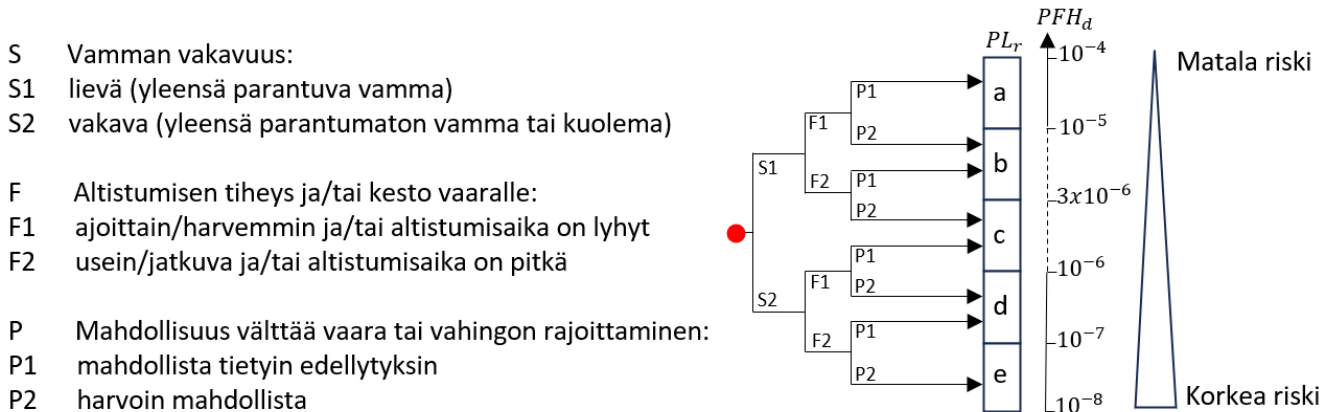 S Vamman vakavuus:
S1 lievä (yleensä parantuva vamma)
S2 vakava (yleensä parantumaton vamma tai kuolema)
F Altistumisen tiheys ja/tai kesto vaaralle:
F1 ajoittain/harvemmin ja/tai altistumisaika on lyhyt
F2 usein/jatkuva ja/tai altistumisaika on pitkä
P Mahdollisuus välttää vaara tai vahingon rajoittaminen:
P1 mahdollista tietyin edellytyksin
P2 harvoin mahdollista
S1
S2
F1
F2
F1
F2
P1
P2
P1
P2
P1
P2
P1
P2
PL_r
a
b
c
d
e
PFH_d
10^-4
10^-5
3x10^-6
10^-6
10^-7
10^-8
Matala riski
Korkea riski